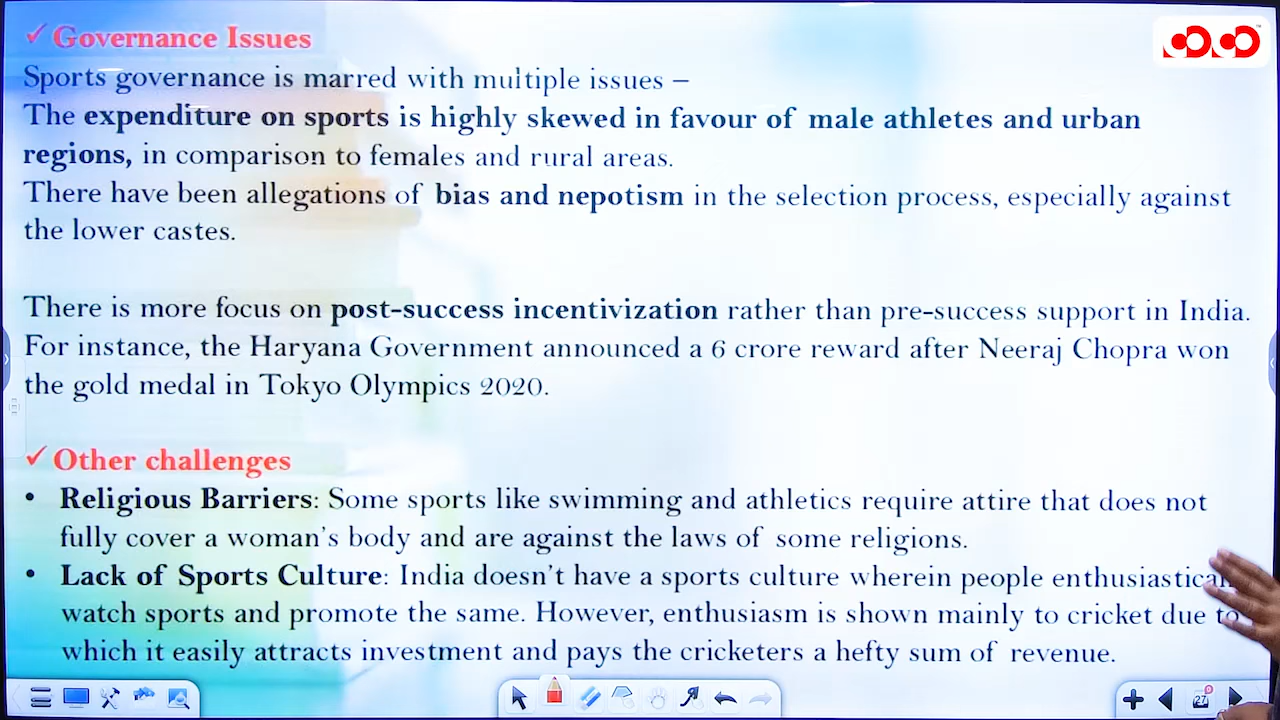 ✓ Governance Issues
Sports governance is marred with multiple issues –
The expenditure on sports is highly skewed in favour of male athletes and urban
regions, in comparison to females and rural areas.
There have been allegations of bias and nepotism in the selection process, especially against
the lower castes.
There is more focus on post-success incentivization rather than pre-success support in India.
For instance, the Haryana Government announced a 6 crore reward after Neeraj Chopra won
the gold medal in Tokyo Olympics 2020.
✓ Other challenges
• Religious Barriers: Some sports like swimming and athletics require attire that does not
fully cover a woman's body and are against the laws of some religions.
• Lack of Sports Culture: India doesn't have a sports culture wherein people
watch sports and promote the same. However, enthusiasm is shown mainly to cricket due to
which it easily attracts investment and pays the cricketers a hefty sum of revenue.
27